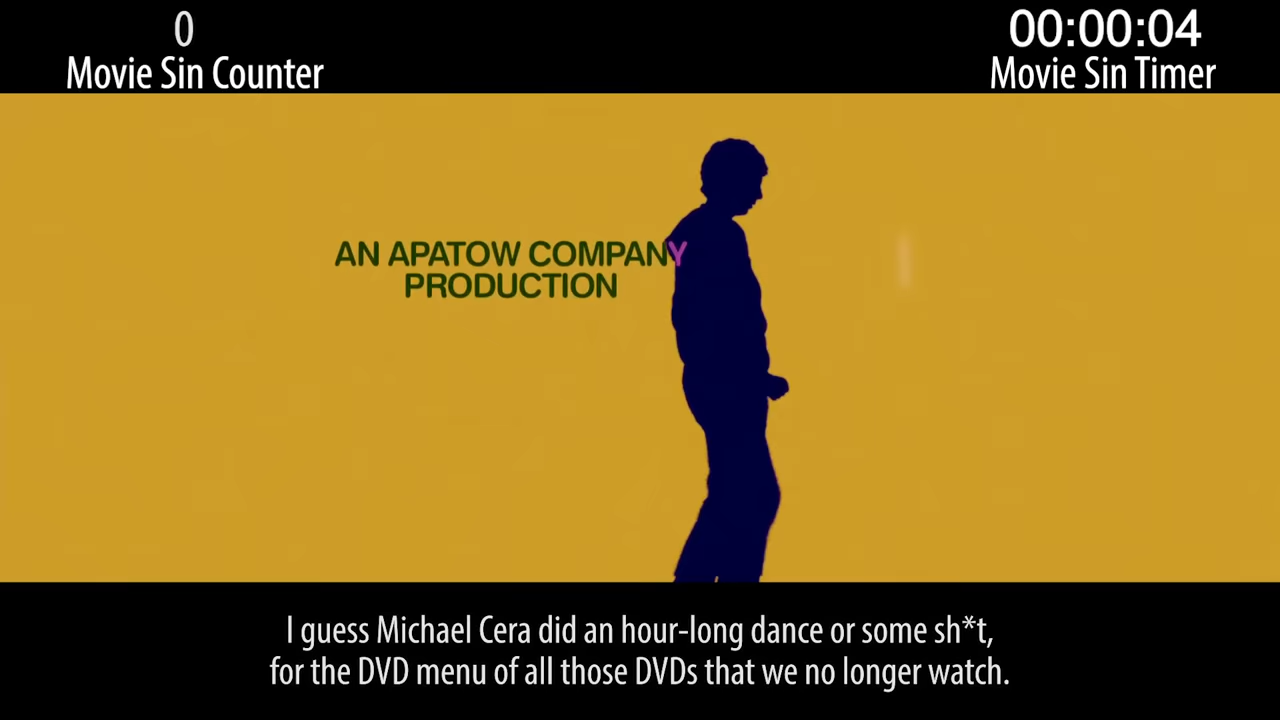 0
Movie Sin Counter
00:00:04
Movie Sin Timer
AN APATOW COMPANY
PRODUCTION
I guess Michael Cera did an hour-long dance or some sh*t,
for the DVD menu of all those DVDs that we no longer watch.